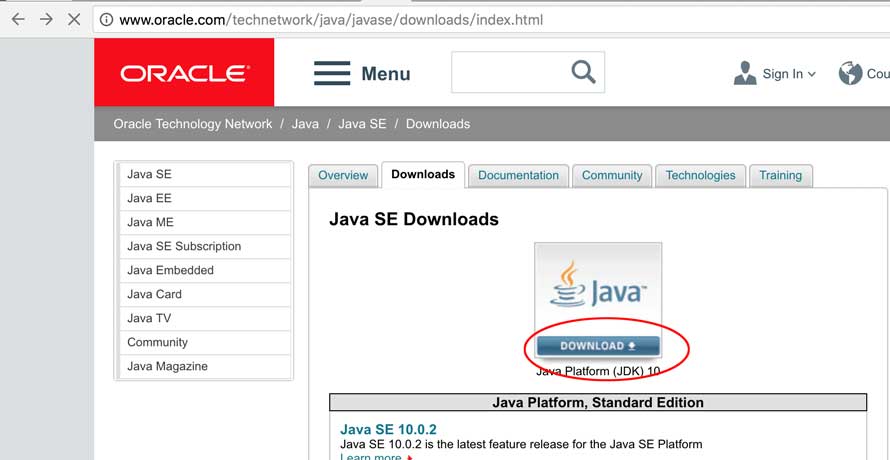 www.oracle.com/technetwork/java/javase/downloads/index.html
ORACLE®
Menu
Sign In
Oracle Technology Network / Java / Java SE / Downloads
Java SE
Java EE
Java ME
Java SE Subscription
Java Embedded
Java Card
Java TV
Community
Java Magazine
Overview
Downloads
Documentation
Community
Technologies
Training
Java SE Downloads
Java™
DOWNLOAD
Java Platform (JDK) 10
Java Platform, Standard Edition
Java SE 10.0.2
Java SE 10.0.2 is the latest feature release for the Java SE Platform
Learn more